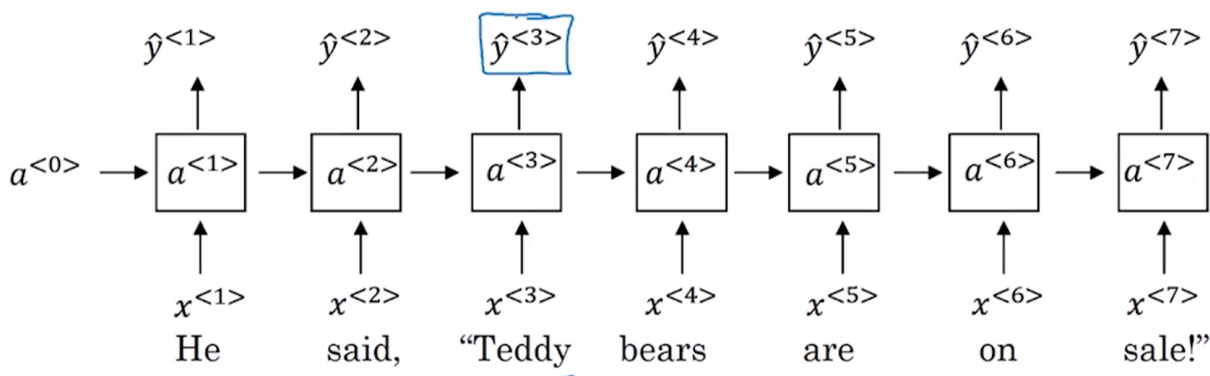 ŷ<1> ŷ<2> ŷ<3> ŷ<4> ŷ<5> ŷ<6> ŷ<7>
a<0> a<1> a<2> a<3> a<4> a<5> a<6> a<7>
x<1> x<2> x<3> x<4> x<5> x<6> x<7>
He said, “Teddy bears are on sale!”